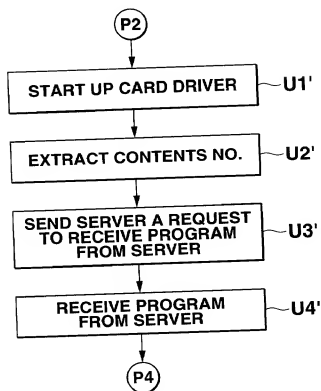 P2
START UP CARD DRIVER
U1'
EXTRACT CONTENTS NO.
U2'
SEND SERVER A REQUEST
TO RECEIVE PROGRAM
FROM SERVER
U3'
RECEIVE PROGRAM
FROM SERVER
U4'
P4